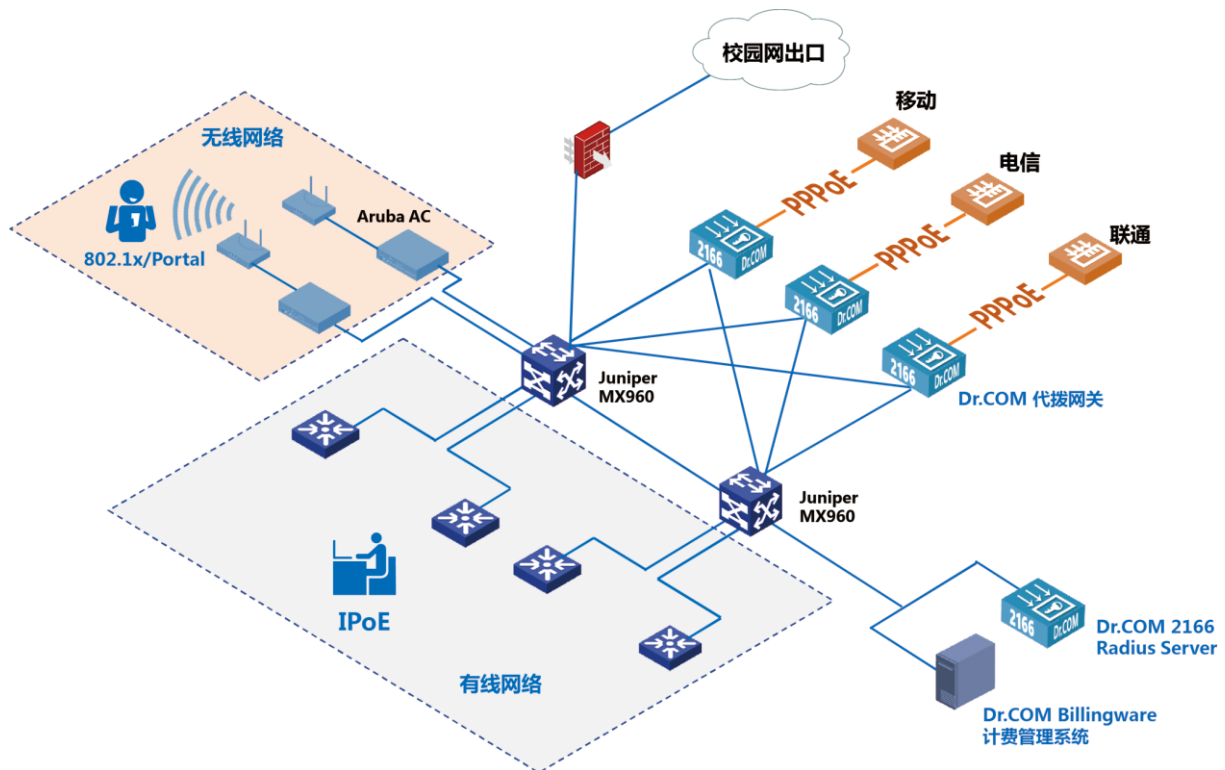 校园网出口
移动
无线网络
电信
PPPoE
Aruba AC
PPPoE
联通
2166
Dr.COM
802.1x/Portal
PPPoE
2166
Dr.COM
2166
Dr.COM
Juniper
MX960
Dr.COM 代拨网关
Juniper
MX960
IPoE
2166
Dr.COM
Dr.COM 2166
Radius Server
有线网络
Dr.COM Billingware
计费管理系统